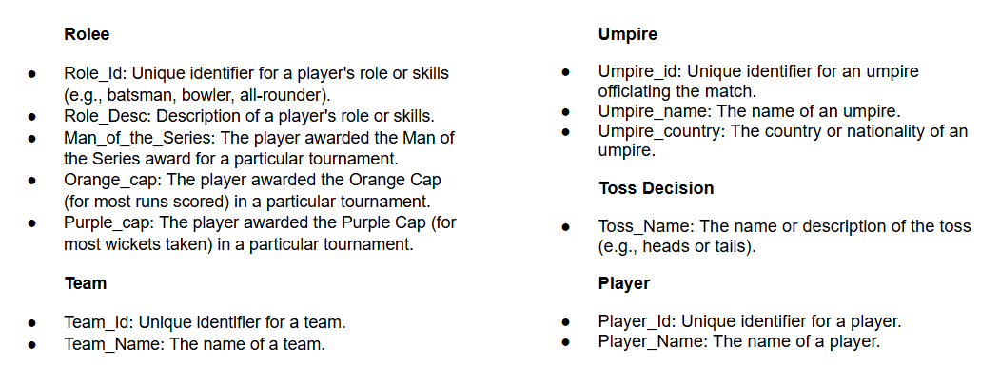 Rolee
● Role_Id: Unique identifier for a player's role or skills
(e.g., batsman, bowler, all-rounder).
● Role_Desc: Description of a player's role or skills.
● Man_of_the_Series: The player awarded the Man of
the Series award for a particular tournament.
● Orange_cap: The player awarded the Orange Cap
(for most runs scored) in a particular tournament.
● Purple_cap: The player awarded the Purple Cap (for
most wickets taken) in a particular tournament.
Team
● Team_Id: Unique identifier for a team.
● Team_Name: The name of a team.
Umpire
● Umpire_id: Unique identifier for an umpire
officiating the match.
● Umpire_name: The name of an umpire.
● Umpire_country: The country or nationality of an
umpire.
Toss Decision
● Toss_Name: The name or description of the toss
(e.g., heads or tails).
Player
● Player_Id: Unique identifier for a player.
● Player_Name: The name of a player.